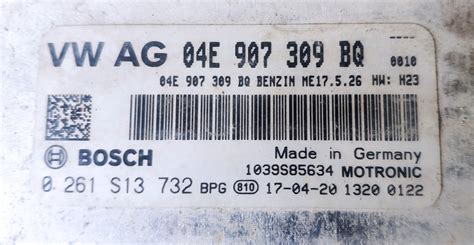 VW AG 04E 907 309 BQ 0010
04E 907 309 BQ BENZIN ME17.5.26 HW: H23
BOSCH Made in Germany
1039S85634 MOTRONIC
0 261 S13 732 BPG 810 17-04-20 1320 0122